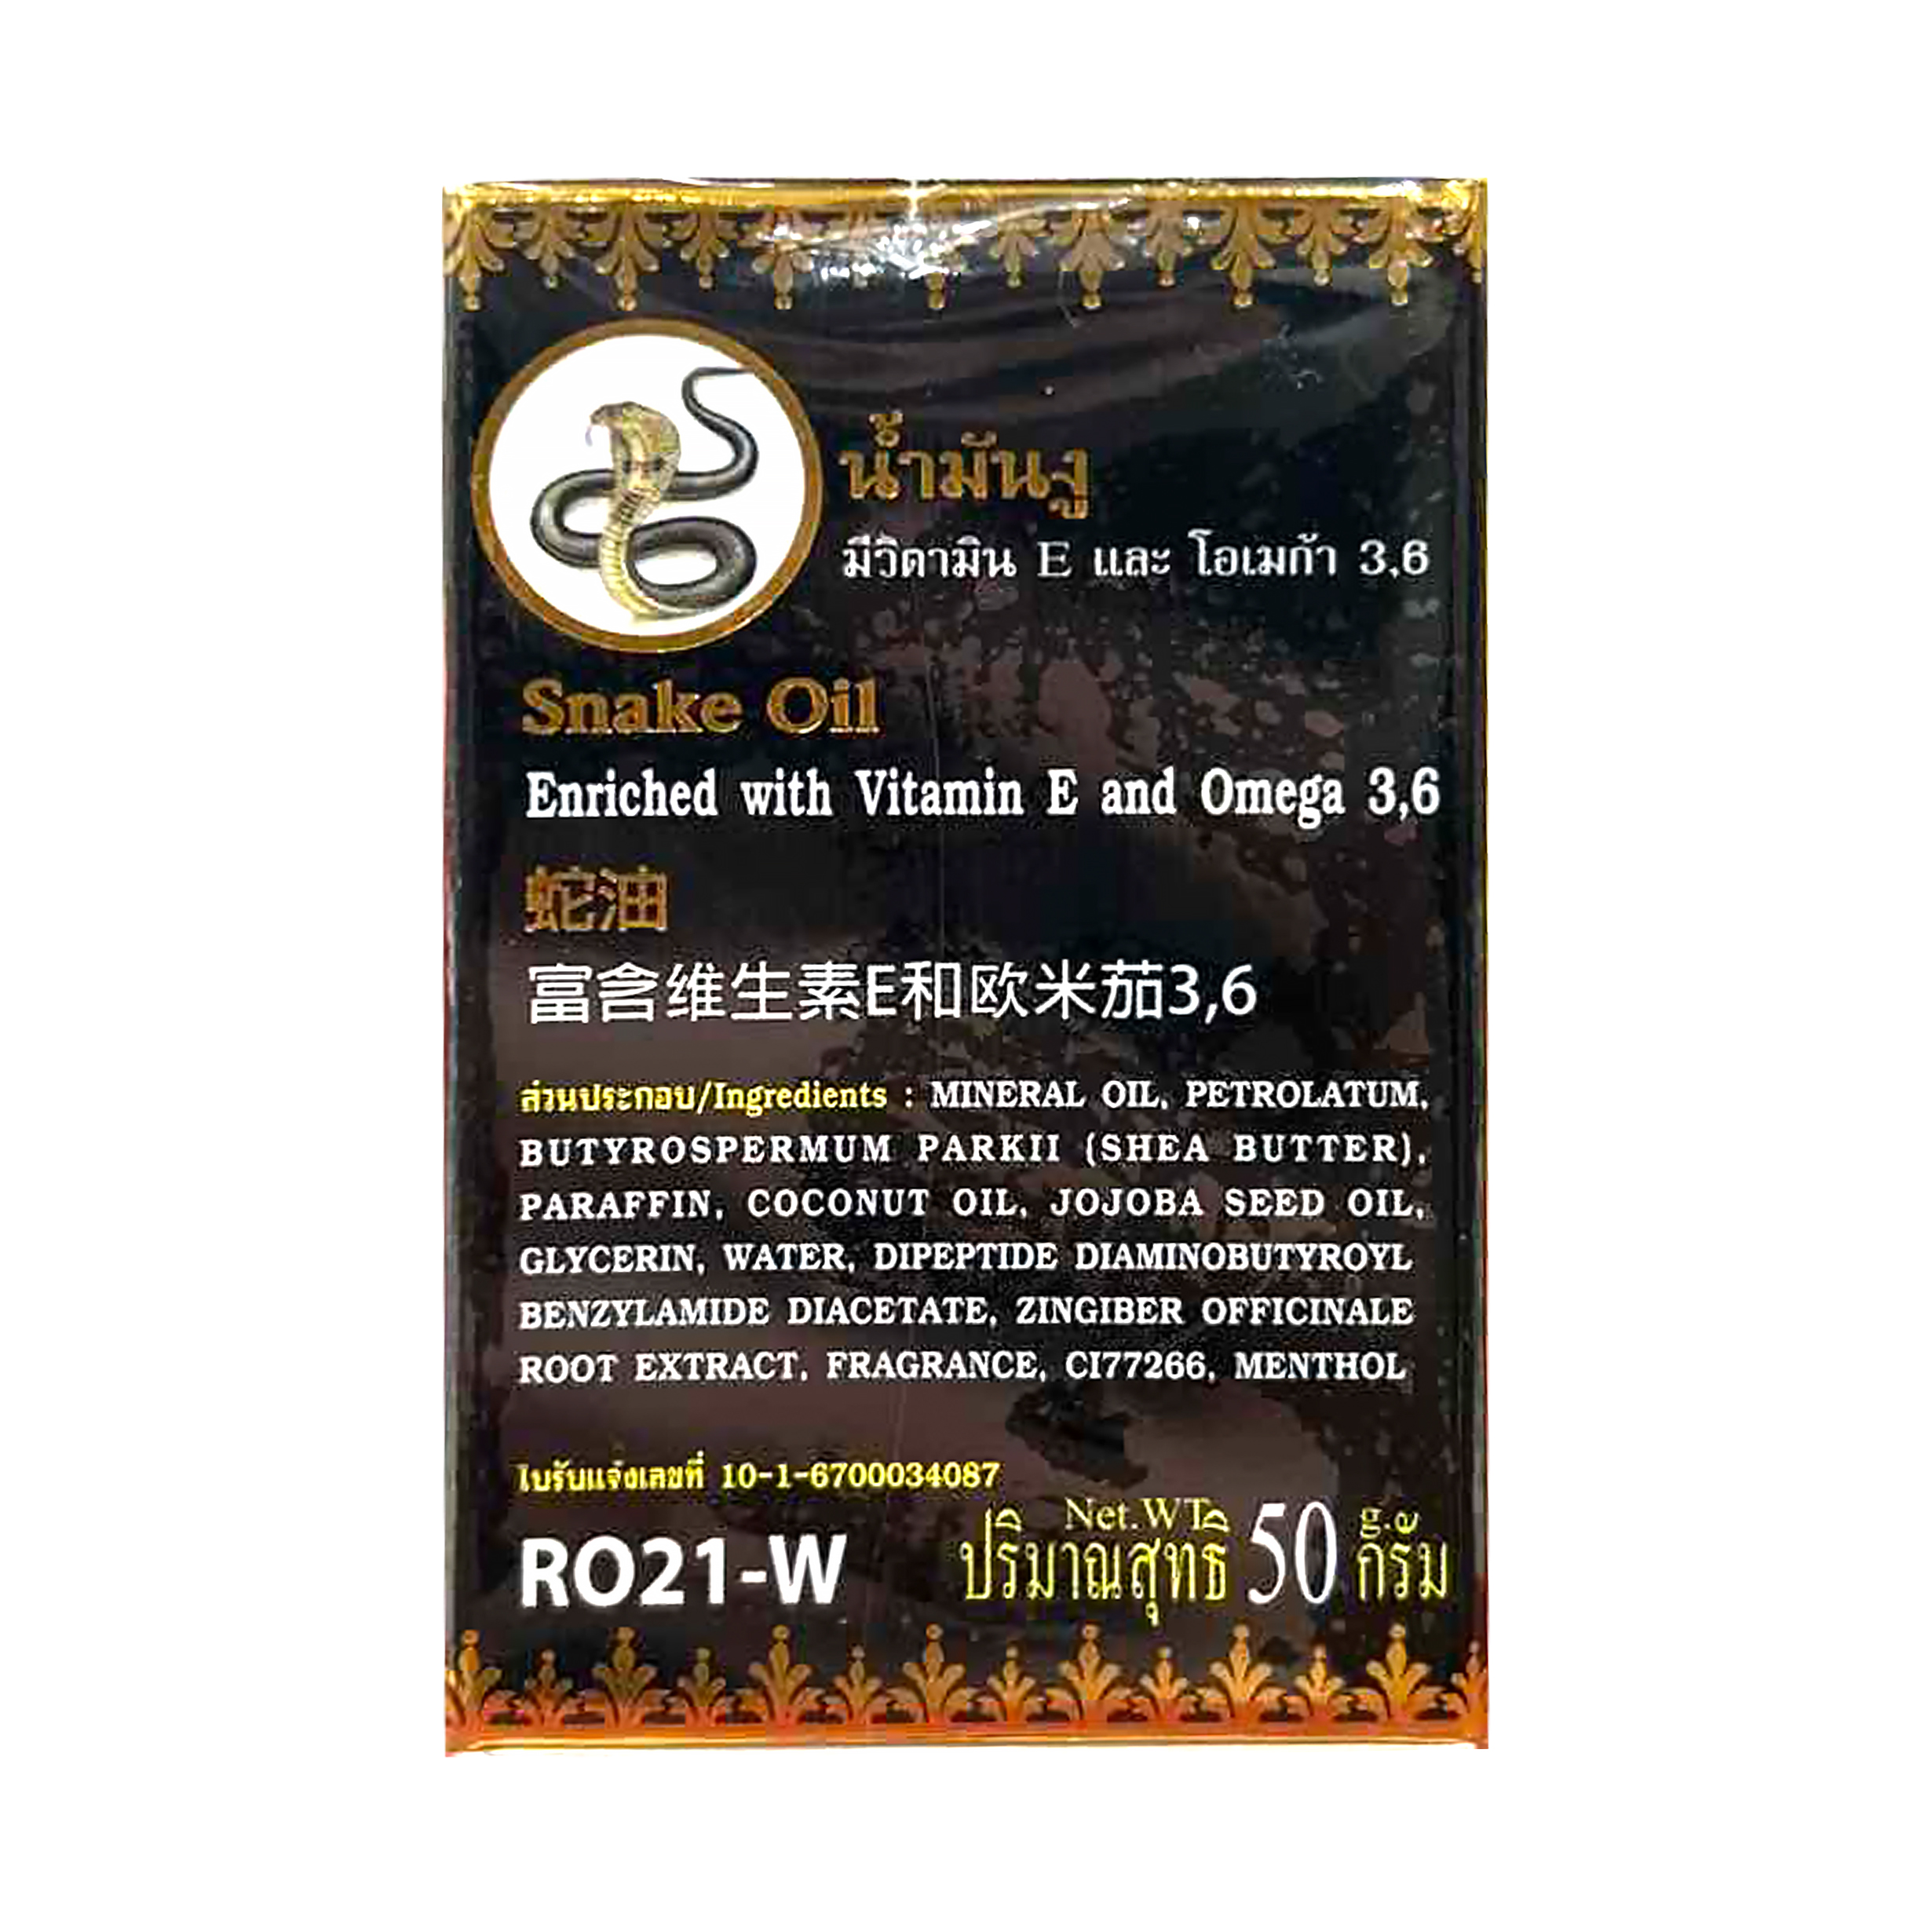 น้ำมันงู
มีวิตามิน E และ โอเมก้า 3,6
Snake Oil
Enriched with Vitamin E and Omega 3,6
蛇油
富含维生素E和欧米茄3,6
ส่วนประกอบ/Ingredients : MINERAL OIL, PETROLATUM,
BUTYROSPERMUM PARKII (SHEA BUTTER),
PARAFFIN, COCONUT OIL, JOJOBA SEED OIL,
GLYCERIN, WATER, DIPEPTIDE DIAMINOBUTYROYL
BENZYLAMIDE DIACETATE, ZINGIBER OFFICINALE
ROOT EXTRACT, FRAGRANCE, CI77266, MENTHOL
ใบรับแจ้งเลขที่ 10-1-6700034087
RO21-W
Net.WT. 50 g.e
ปริมาณสุทธิ กรัม